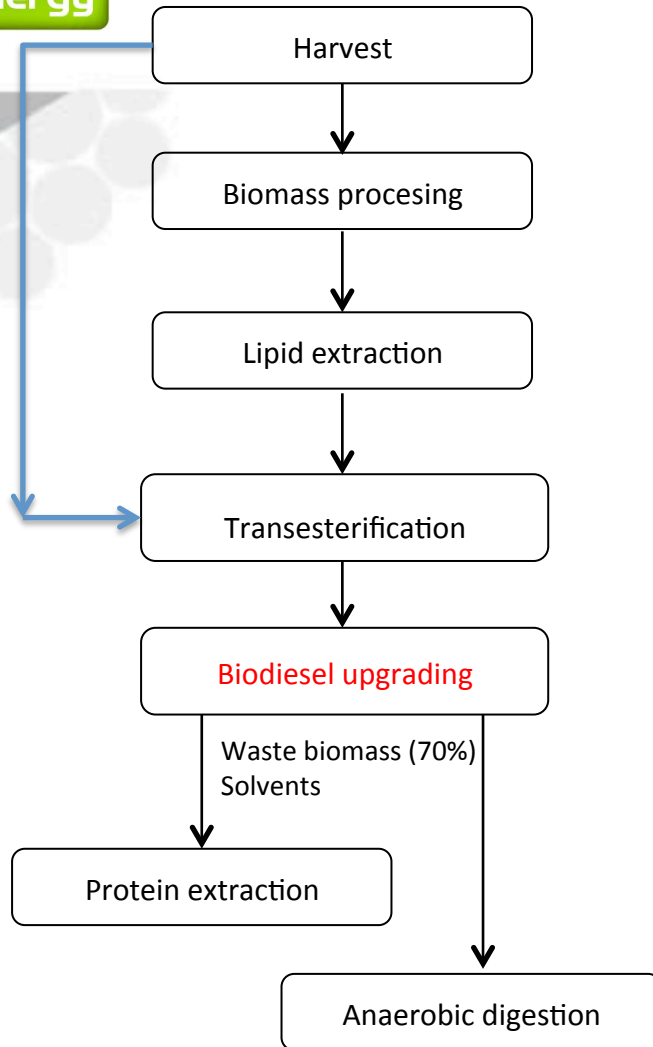 Harvest
Biomass procesing
Lipid extraction
Transesterification
Biodiesel upgrading
Waste biomass (70%)
Solvents
Protein extraction
Anaerobic digestion